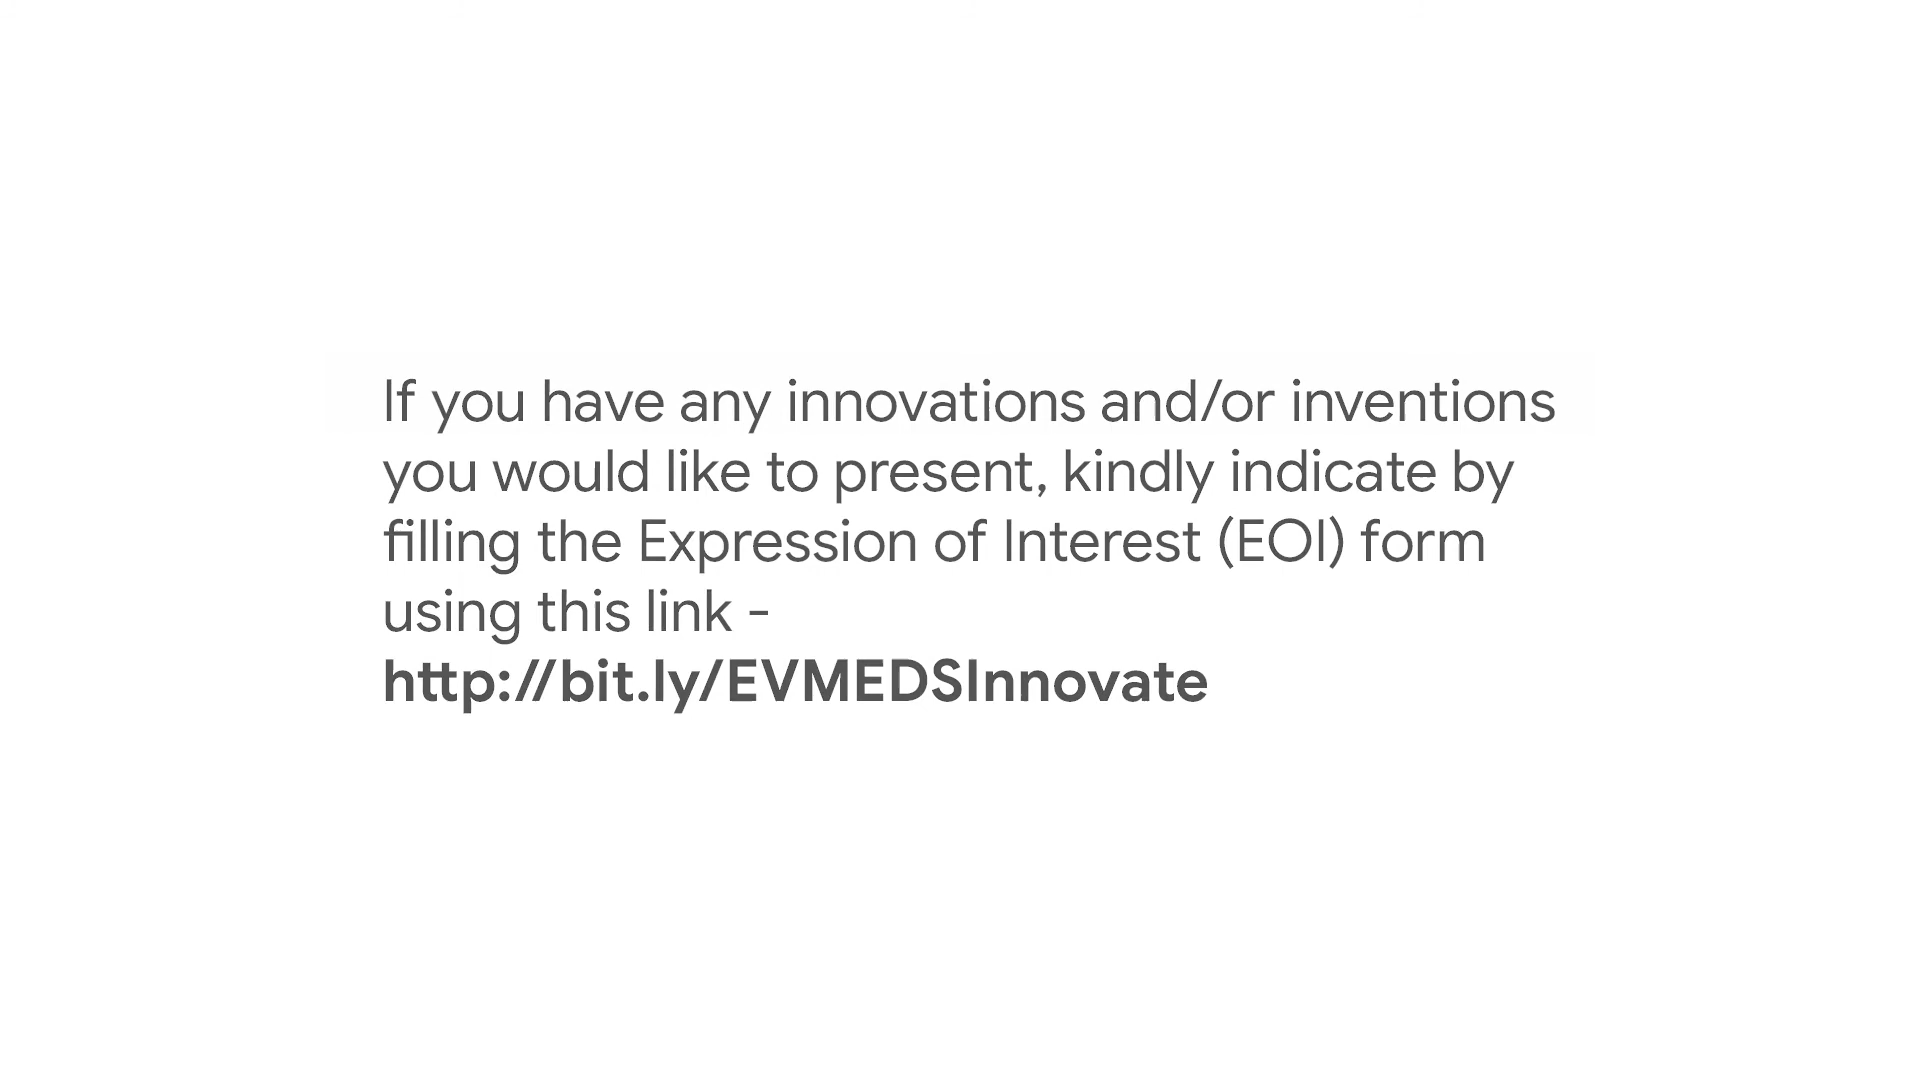 If you have any innovations and/or inventions
you would like to present, kindly indicate by
filling the Expression of Interest (EOI) form
using this link -
http://bit.ly/EVMEDSInnovate